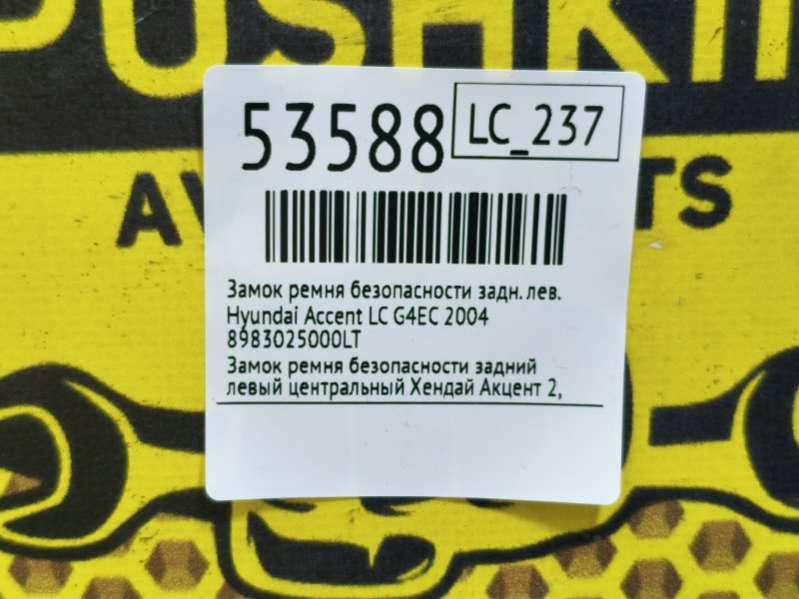 53588
LC_237
Замок ремня безопасности задн. лев.
Hyundai Accent LC G4EC 2004
8983025000LT
Замок ремня безопасности задний
левый центральный Хендай Акцент 2,